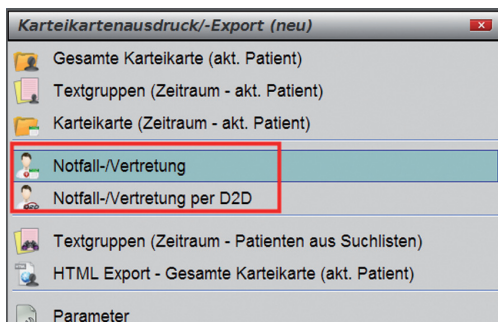 Karteikartenausdruck/-Export (neu)
Gesamte Karteikarte (akt. Patient)
Textgruppen (Zeitraum - akt. Patient)
Karteikarte (Zeitraum - akt. Patient)
Notfall-/Vertretung
Notfall-/Vertretung per D2D
Textgruppen (Zeitraum - Patienten aus Suchlisten)
HTML Export - Gesamte Karteikarte (akt. Patient)
Parameter